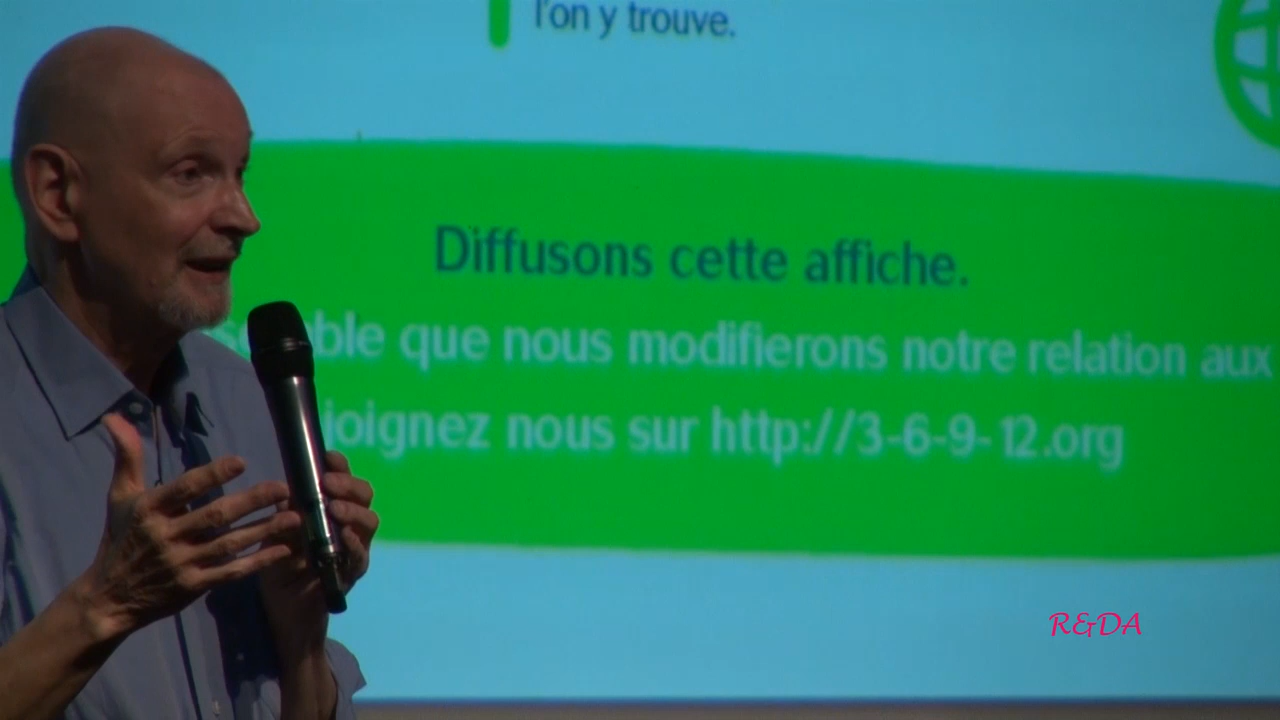 l'on y trouve.
Diffusons cette affiche.
que nous modifierons notre relation aux
joignez nous sur http://3-6-9-12.org
R&DA